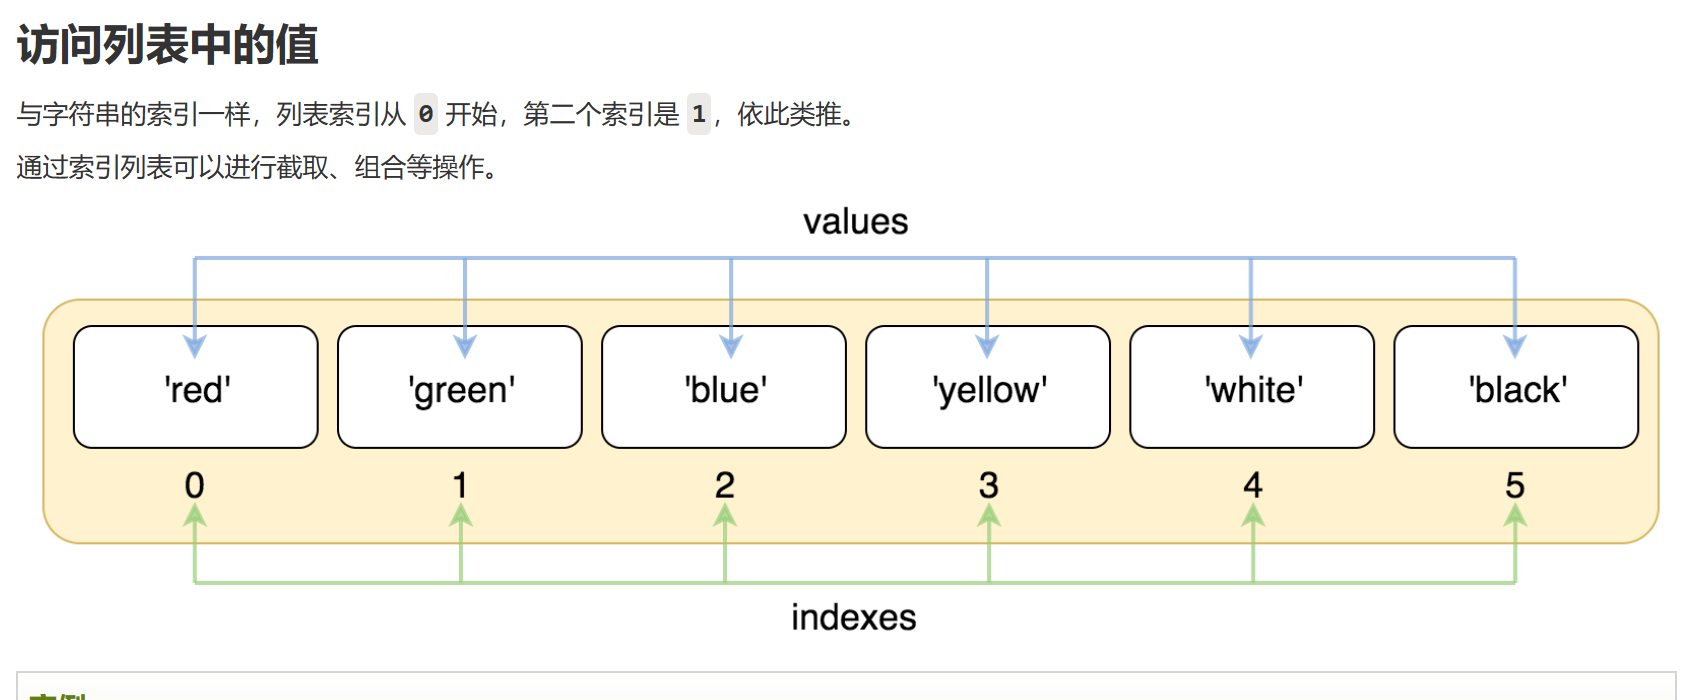 访问列表中的值
与字符串的索引一样，列表索引从 0 开始，第二个索引是 1，依此类推。
通过索引列表可以进行截取、组合等操作。
values
'red' 'green' 'blue' 'yellow' 'white' 'black'
0 1 2 3 4 5
indexes